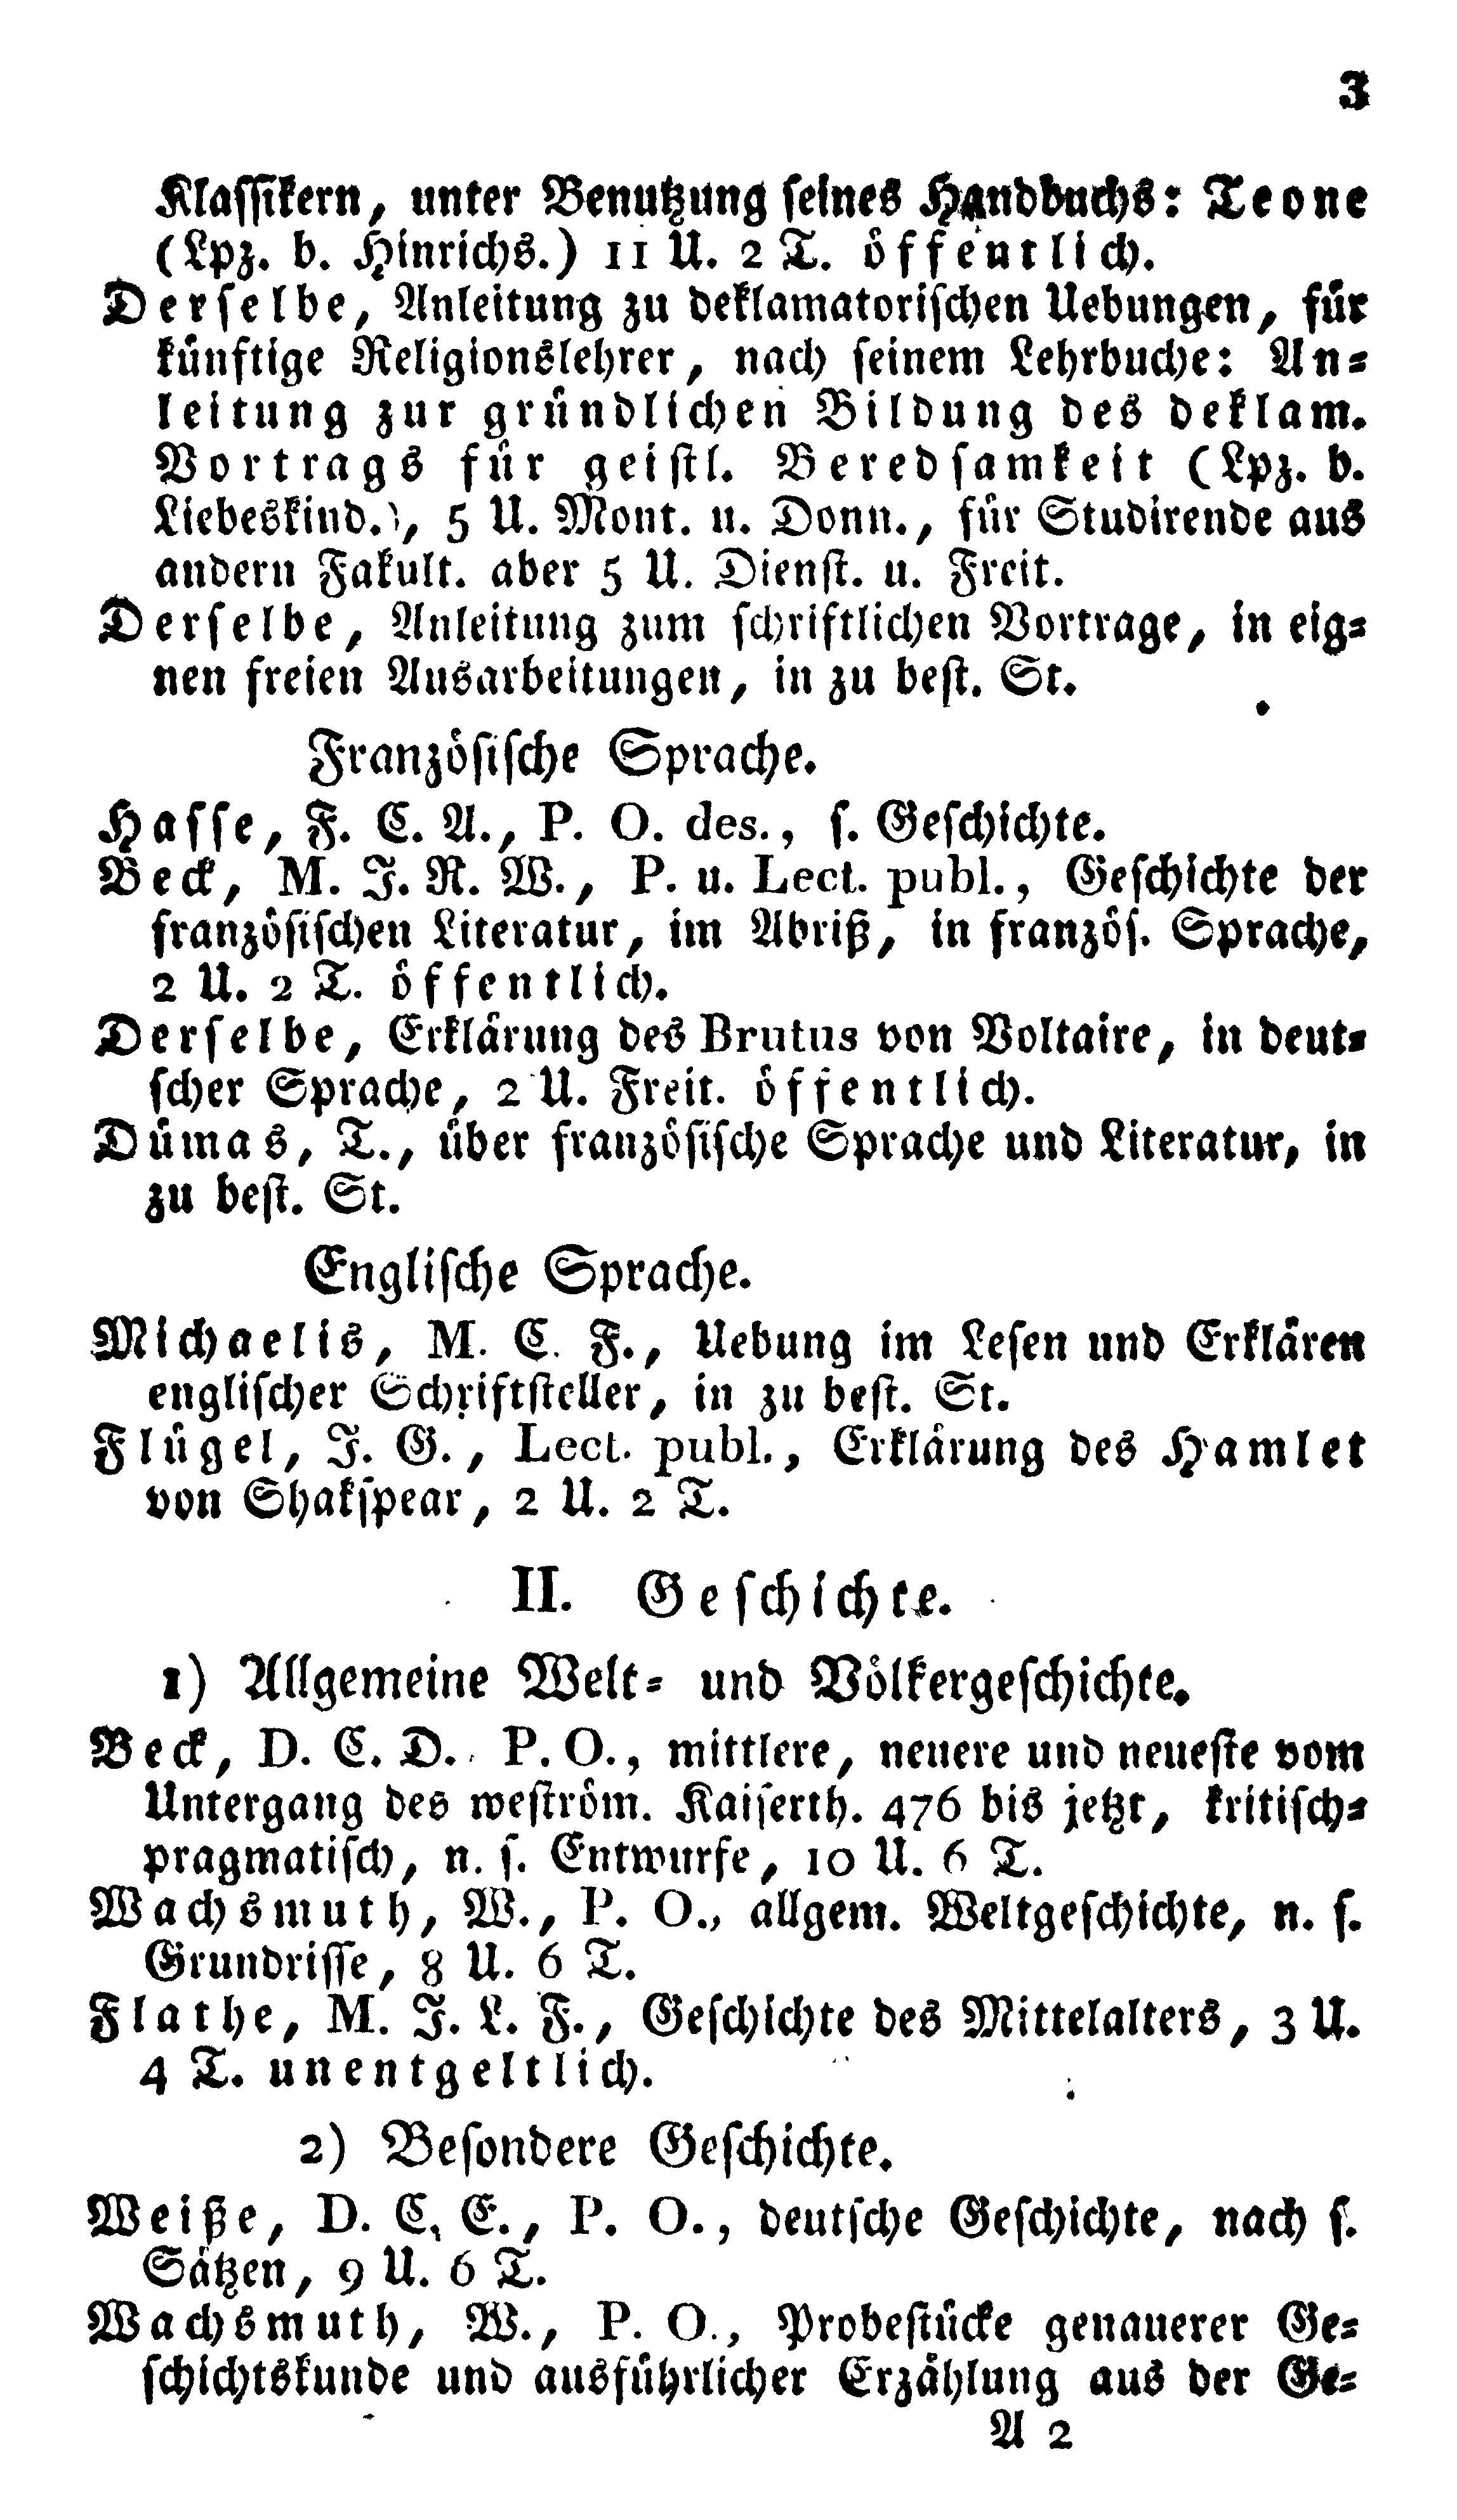 3
Klaſſikern, unter Benutzung ſeines Handbuchs: Teone
(Lpz. b. Hinrichs.) 11 U. 2 T. öffentlich.
Derſelbe, Anleitung zu deklamatoriſchen Uebungen, für
künftige Religionslehrer, nach ſeinem Lehrbuche: An-
leitung zur gründlichen Bildung des deklam.
Vortrags für geiſtl. Beredſamkeit (Lpz. b.
Liebeskind.), 5 U. Mont. u. Donn., für Studirende aus
andern Fakult. aber 5 U. Dienſt. u. Freit.
Derſelbe, Anleitung zum ſchriftlichen Vortrage, in eig-
nen freien Ausarbeitungen, in zu beſt. St.
Franzöſiſche Sprache.
Haſſe, F. C. A., P. O. des., ſ. Geſchichte.
Beck, M. J. R. W., P. u. Lect. publ., Geſchichte der
franzöſiſchen Literatur, im Abriß, in franzöſ. Sprache,
2 U. 2 T. öffentlich.
Derſelbe, Erklärung des Brutus von Voltaire, in deut-
ſcher Sprache, 2 U. Freit. öffentlich.
Dümas, T., über franzöſiſche Sprache und Literatur, in
zu beſt. St.
Engliſche Sprache.
Michaelis, M. C. F., Uebung im Leſen und Erklären
engliſcher Schriftſteller, in zu beſt. St.
Flügel, J. G., Lect. publ., Erklärung des Hamlet
von Shakſpear, 2 U. 2 T.
II. Geſchichte.
1) Allgemeine Welt- und Völkergeſchichte.
Beck, D. C. D. P. O., mittlere, neuere und neueſte vom
Untergang des weſtröm. Kaiſerth. 476 bis jetzt, kritiſch-
pragmatiſch, n. ſ. Entwurfe, 10 U. 6 T.
Wachsmuth, W., P. O., allgem. Weltgeſchichte, n. ſ.
Grundriſſe, 8 U. 6 T.
Flathe, M. J. L. F., Geſchichte des Mittelalters, 3 U.
4 T. unentgeltlich.
2) Beſondere Geſchichte.
Weiße, D. C. E., P. O., deutſche Geſchichte, nach ſ.
Sätzen, 9 U. 6 T.
Wachsmuth, W., P. O., Probeſtücke genauerer Ge-
ſchichtskunde und ausführlicher Erzählung aus der Ge-
A 2